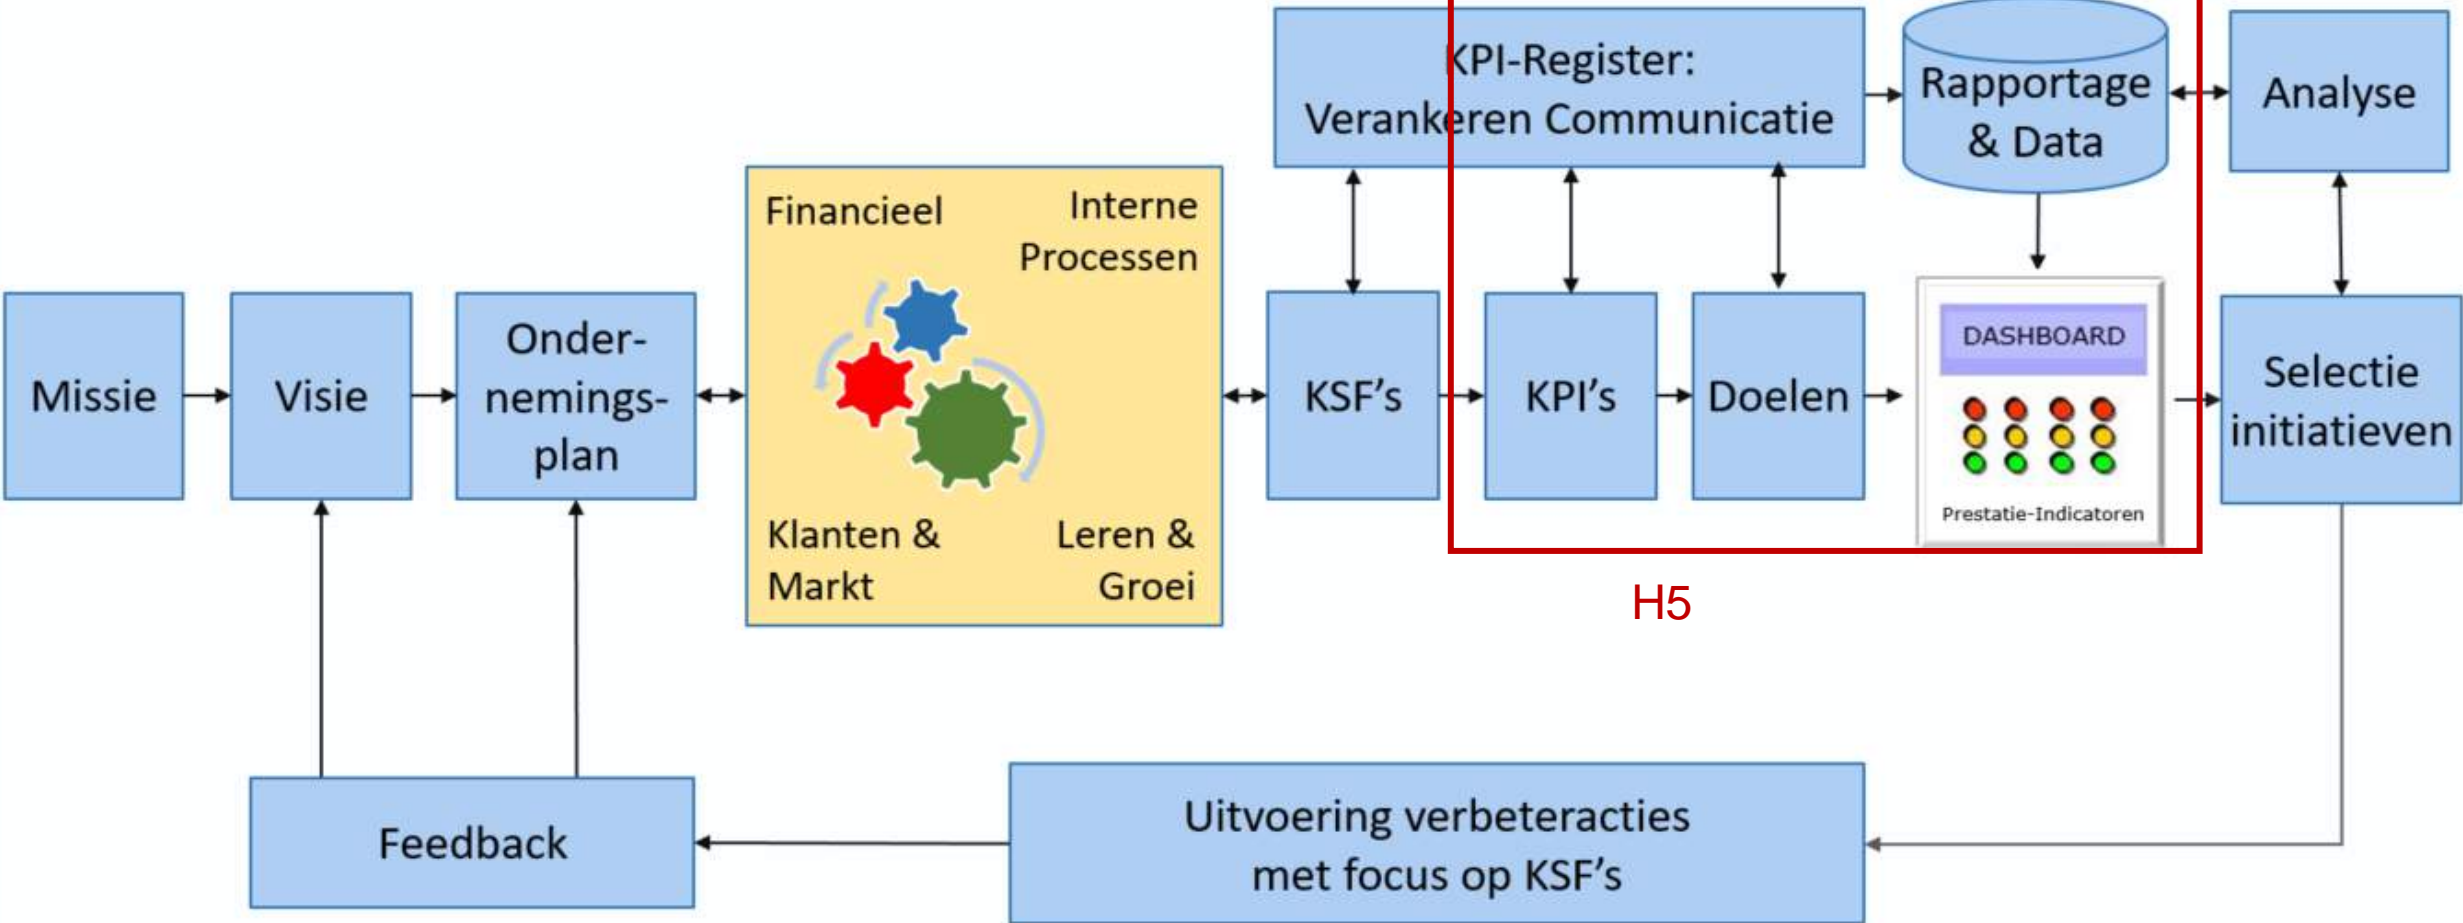 KPI-Register:
Verankeren Communicatie
Rapportage
& Data
Analyse
Financieel
Interne
Processen
Klanten &
Markt
Leren &
Groei
Missie
Visie
Onder-
nemings-
plan
KSF’s
KPI’s
Doelen
DASHBOARD
Prestatie-Indicatoren
Selectie
initiatieven
H5
Feedback
Uitvoering verbeteracties
met focus op KSF’s